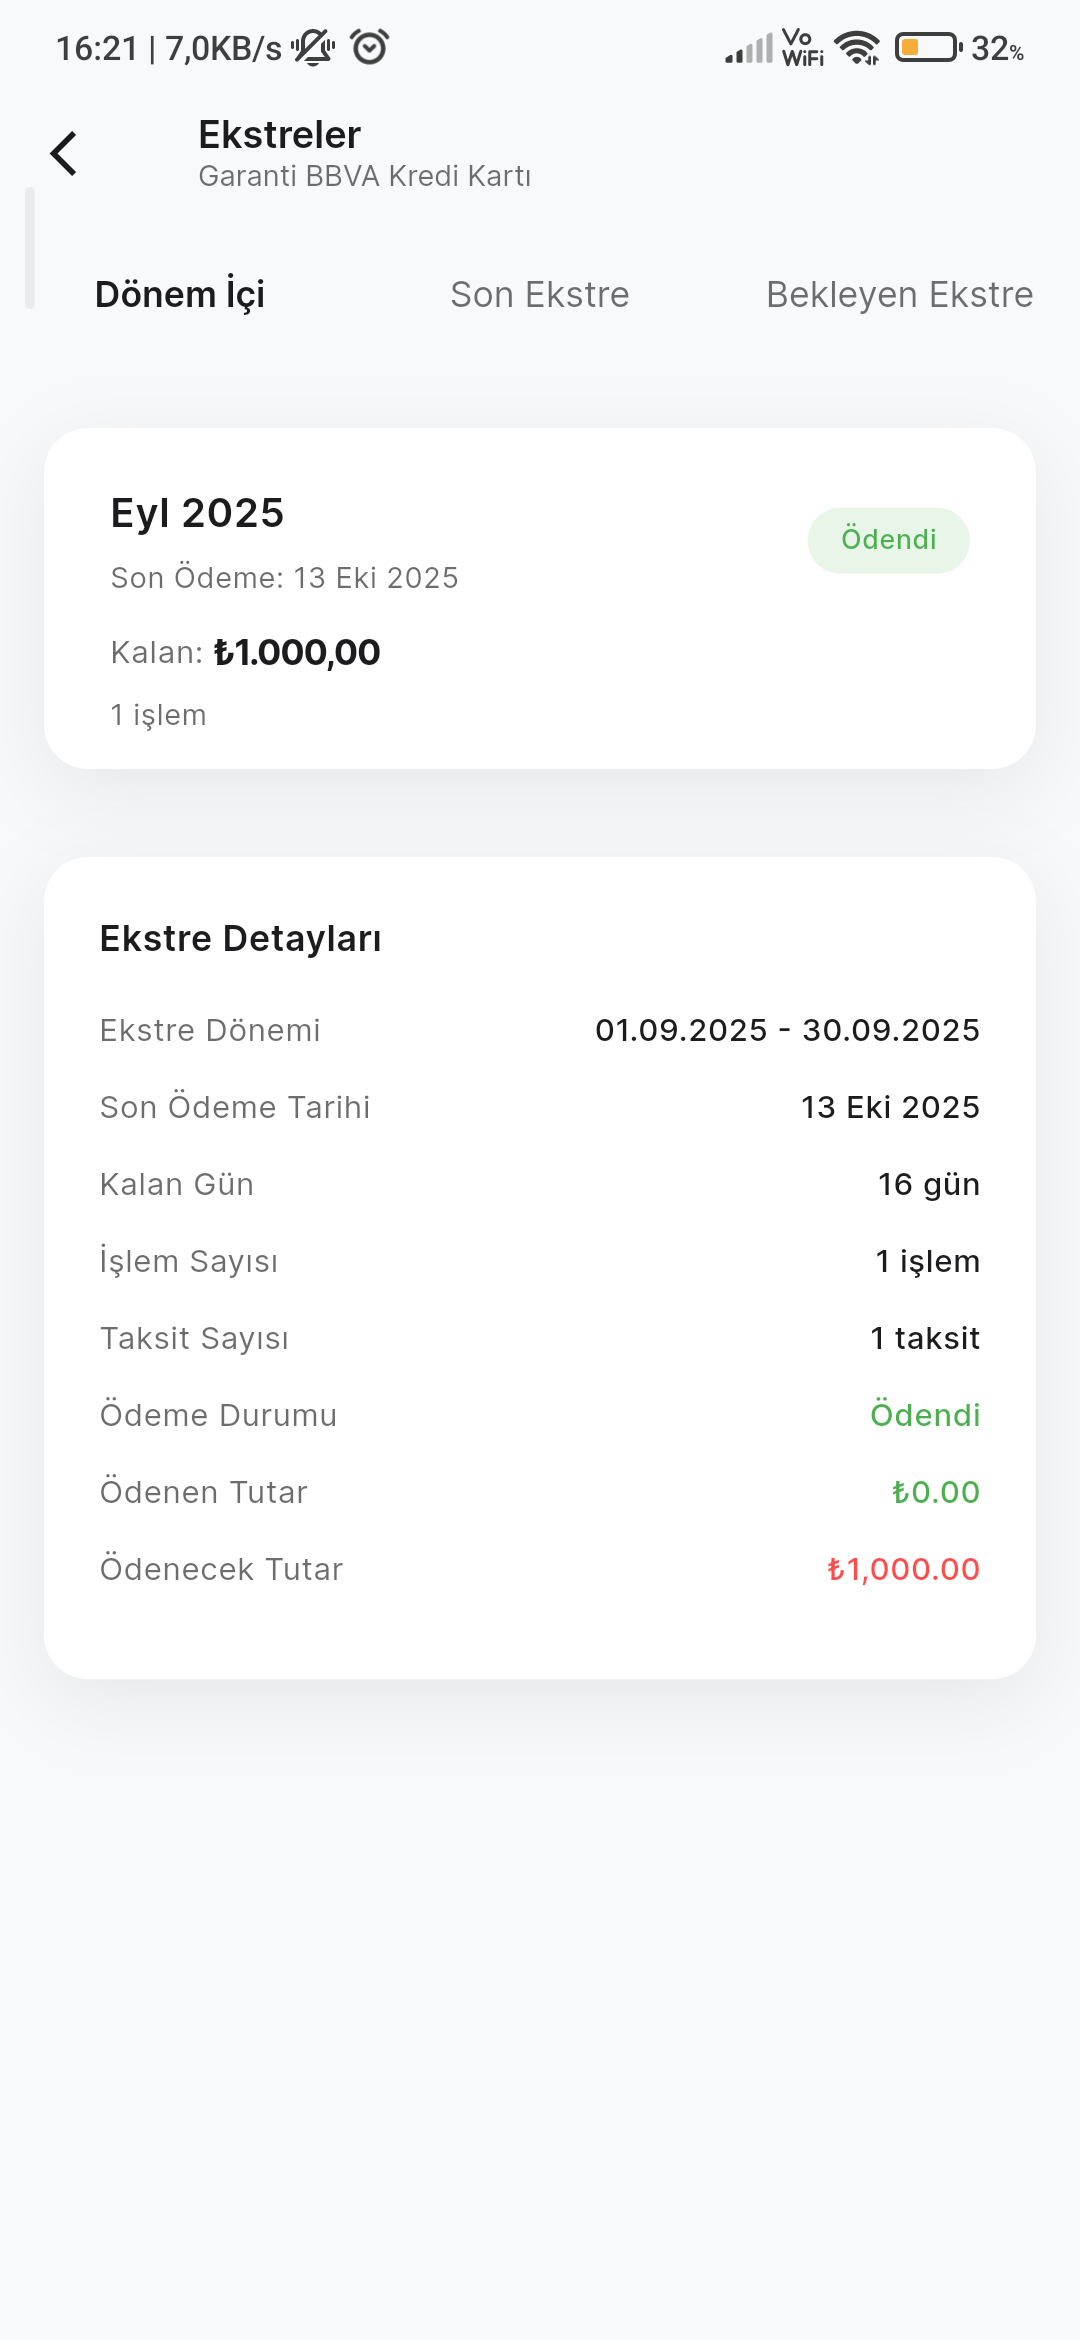 16:21 | 7,0KB/s Vo WiFi 32%
Ekstreler
Garanti BBVA Kredi Kartı
Dönem İçi Son Ekstre Bekleyen Ekstre
Eyl 2025
Ödendi
Son Ödeme: 13 Eki 2025
Kalan: ₺1.000,00
1 işlem
Ekstre Detayları
Ekstre Dönemi 01.09.2025 - 30.09.2025
Son Ödeme Tarihi 13 Eki 2025
Kalan Gün 16 gün
İşlem Sayısı 1 işlem
Taksit Sayısı 1 taksit
Ödeme Durumu Ödendi
Ödenen Tutar ₺0.00
Ödenecek Tutar ₺1,000.00